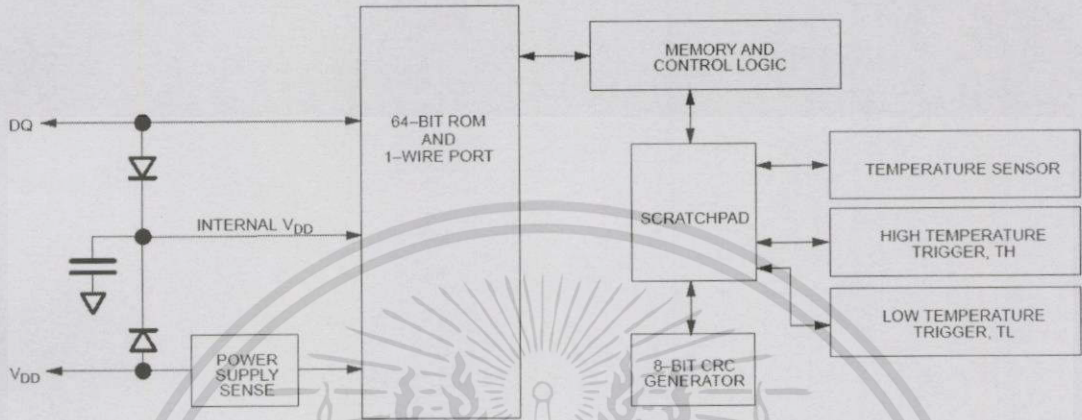 MEMORY AND
CONTROL LOGIC
DQ
64–BIT ROM
AND
1–WIRE PORT
TEMPERATURE SENSOR
SCRATCHPAD
INTERNAL VDD
HIGH TEMPERATURE
TRIGGER, TH
LOW TEMPERATURE
TRIGGER, TL
POWER
SUPPLY
SENSE
VDD
8–BIT CRC
GENERATOR